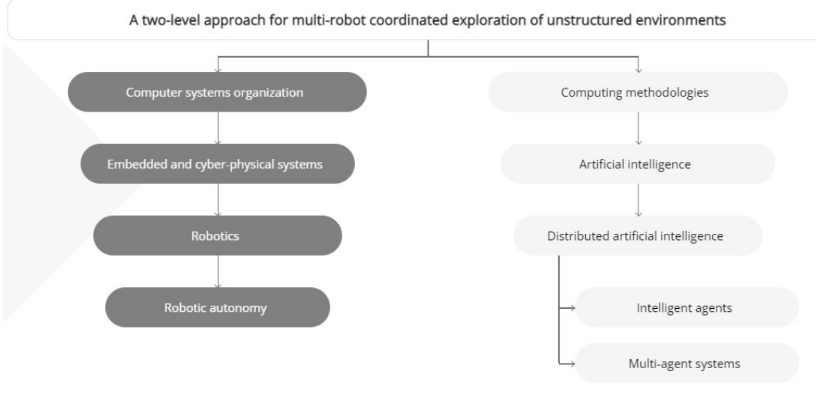 A two-level approach for multi-robot coordinated exploration of unstructured environments
Computer systems organization
Computing methodologies
Embedded and cyber-physical systems
Artificial intelligence
Robotics
Distributed artificial intelligence
Robotic autonomy
Intelligent agents
Multi-agent systems